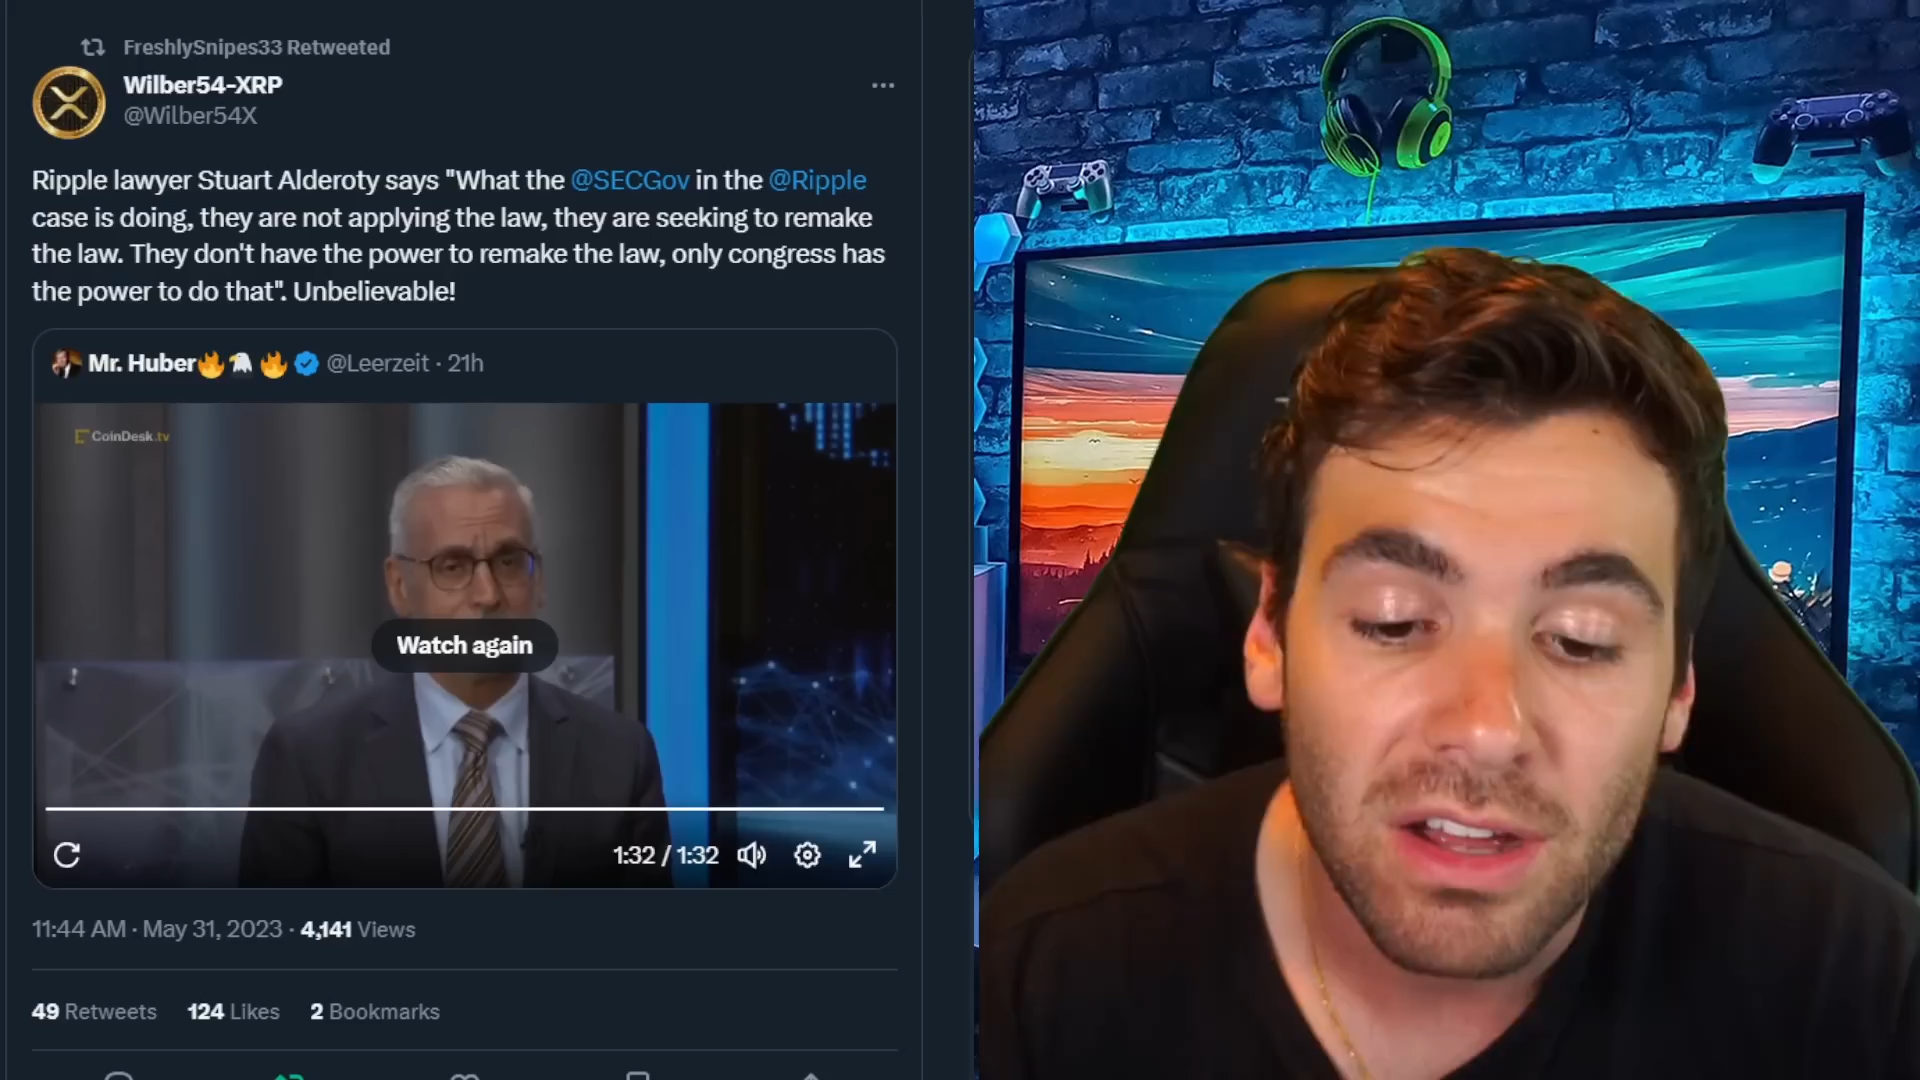 FreshlySnipes33 Retweeted
Wilber54-XRP
@Wilber54X
Ripple lawyer Stuart Alderoty says "What the @SECGov in the @Ripple
case is doing, they are not applying the law, they are seeking to remake
the law. They don't have the power to remake the law, only congress has
the power to do that". Unbelievable!
Mr. Huber🔥🦅🔥 @Leerzeit · 21h
CoinDesk.tv
Watch again
1:32 / 1:32
11:44 AM · May 31, 2023 · 4,141 Views
49 Retweets 124 Likes 2 Bookmarks